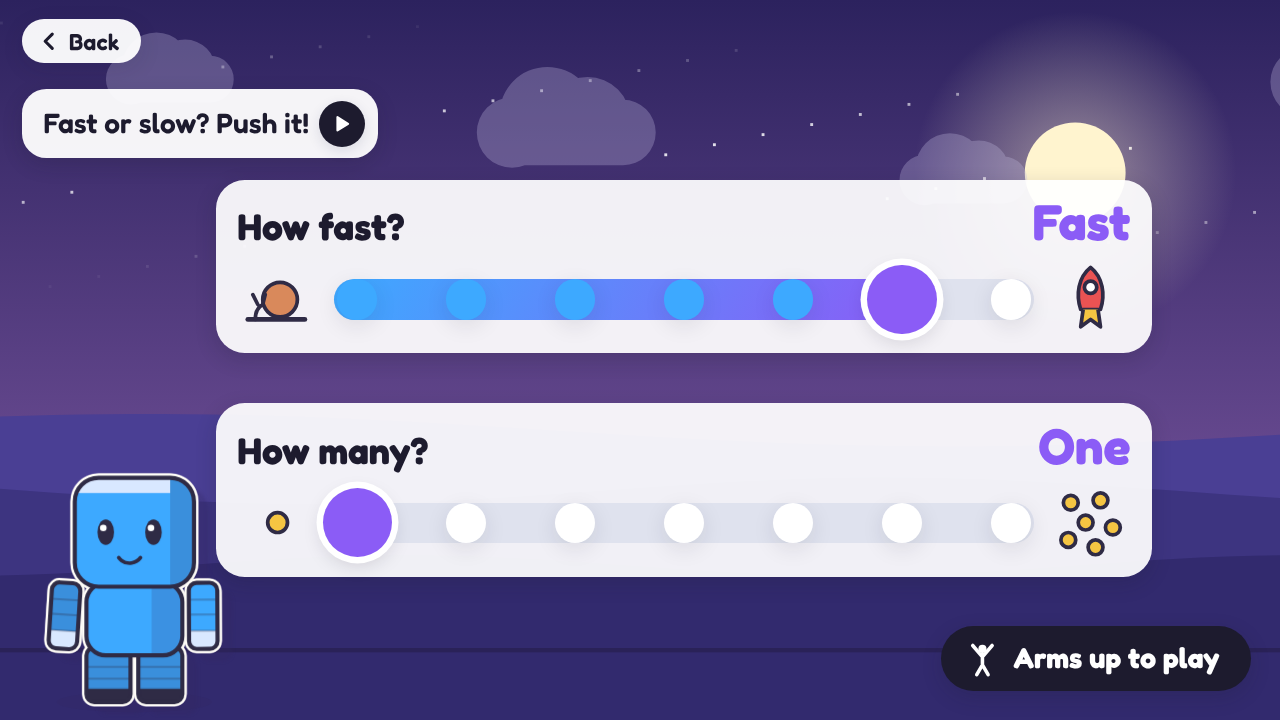 Back
Fast or slow? Push it!
How fast?
Fast
How many?
One
Arms up to play